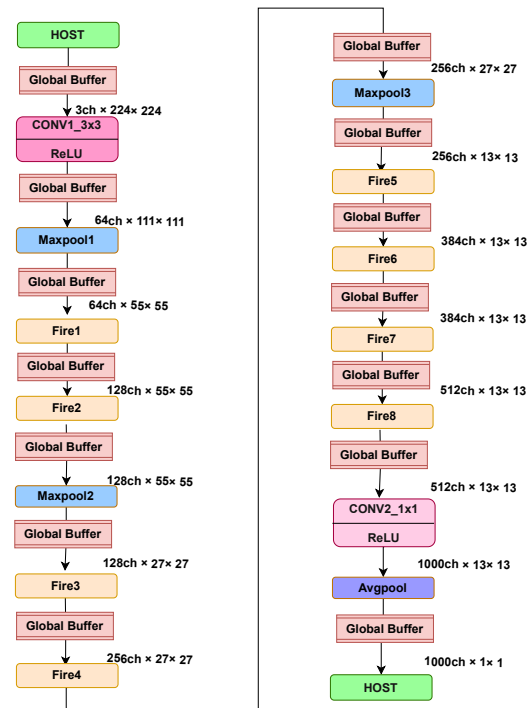 HOST
Global Buffer
3ch × 224× 224
CONV1_3x3
ReLU
Global Buffer
64ch × 111× 111
Maxpool1
Global Buffer
64ch × 55× 55
Fire1
Global Buffer
128ch × 55× 55
Fire2
Global Buffer
128ch × 55× 55
Maxpool2
Global Buffer
128ch × 27× 27
Fire3
Global Buffer
256ch × 27× 27
Fire4
Global Buffer
256ch × 27× 27
Maxpool3
Global Buffer
256ch × 13× 13
Fire5
Global Buffer
384ch × 13× 13
Fire6
Global Buffer
384ch × 13× 13
Fire7
Global Buffer
512ch × 13× 13
Fire8
Global Buffer
512ch × 13× 13
CONV2_1x1
ReLU
1000ch × 13× 13
Avgpool
Global Buffer
1000ch × 1× 1
HOST